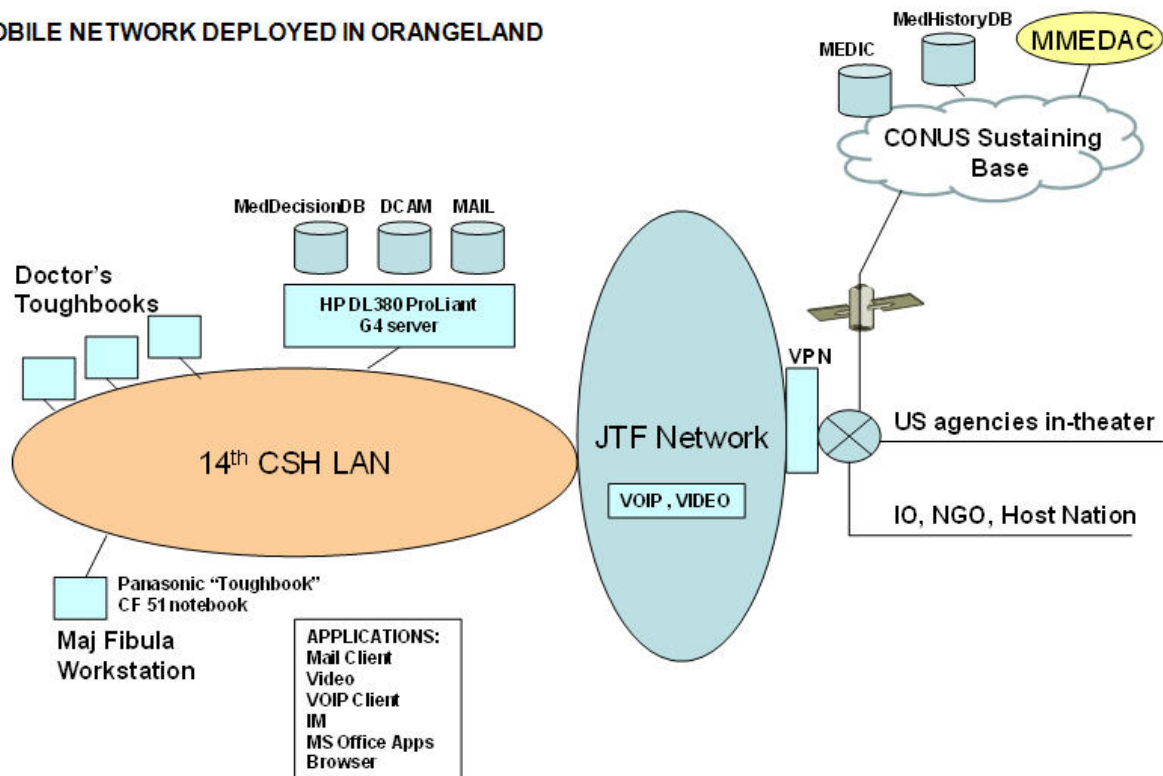 OBILE NETWORK DEPLOYED IN ORANGELAND
MedHistoryDB
MMEDAC
MEDIC
CONUS Sustaining
Base
MedDecisionDB
DCAM
MAIL
Doctor's
Toughbooks
HP DL380 ProLiant
G4 server
VPN
14th CSH LAN
JTF Network
US agencies in-theater
VOIP , VIDEO
IO, NGO, Host Nation
Panasonic “Toughbook”
CF 51 notebook
Maj Fibula
Workstation
APPLICATIONS:
Mail Client
Video
VOIP Client
IM
MS Office Apps
Browser